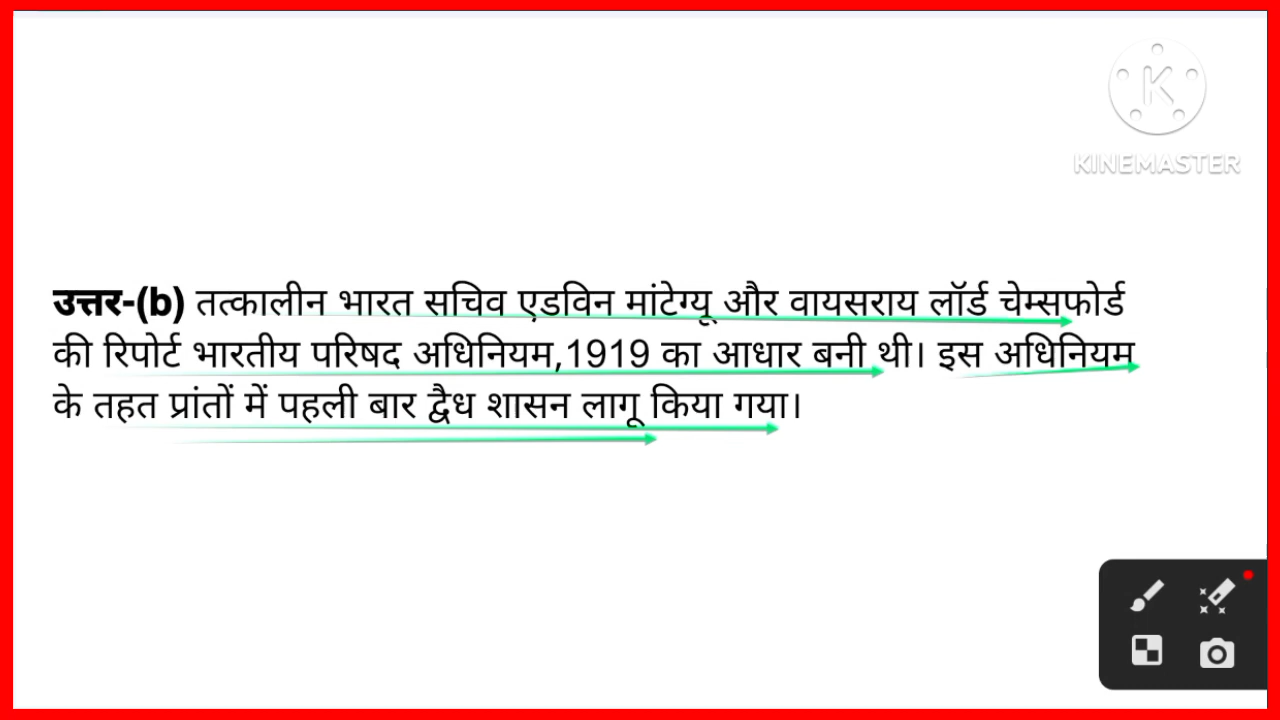 KINEMASTER
उत्तर-(b) तत्कालीन भारत सचिव एडविन मांटेग्यू और वायसराय लॉर्ड चेम्सफोर्ड
की रिपोर्ट भारतीय परिषद अधिनियम,1919 का आधार बनी थी। इस अधिनियम
के तहत प्रांतों में पहली बार द्वैध शासन लागू किया गया।